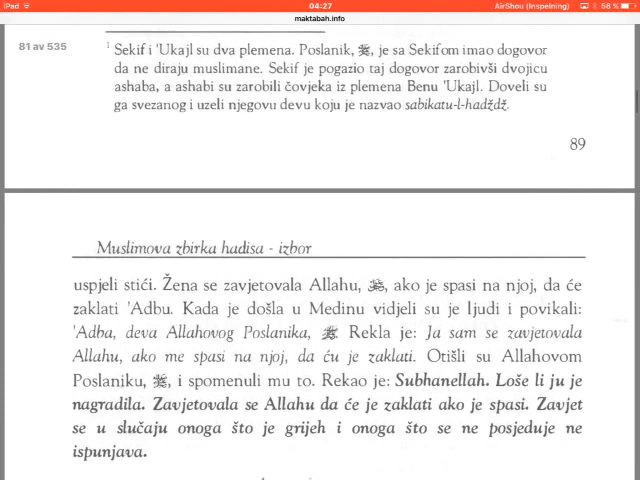 iPad
04:27
AirShou (Inspelning)
56 %
maktabah.info
81 av 535
1 Sekif i 'Ukajl su dva plemena. Poslanik, ﷺ, je sa Sekifom imao dogovor
da ne diraju muslimane. Sekif je pogazio taj dogovor zarobivši dvojicu
ashaba, a ashabi su zarobili čovjeka iz plemena Benu 'Ukajl. Doveli su
ga svezanog i uzeli njegovu devu koju je nazvao sabikatu-l-hadždž.
89
Muslimova zbirka hadisa - izbor
uspjeli stići. Žena se zavjetovala Allahu, ako je spasi na njoj, da će
zaklati 'Adbu. Kada je došla u Medinu vidjeli su je ljudi i povikali:
'Adba, deva Allahovog Poslanika, ﷺ Rekla je: Ja sam se zavjetovala
Allahu, ako me spasi na njoj, da ću je zaklati. Otišli su Allahovom
Poslaniku, ﷺ, i spomenuli mu to. Rekao je: Subhanellah. Loše li ju je
nagradila. Zavjetovala se Allahu da će je zaklati ako je spasi. Zavjet
se u slučaju onoga što je grijeh i onoga što se ne posjeduje ne
ispunjava.